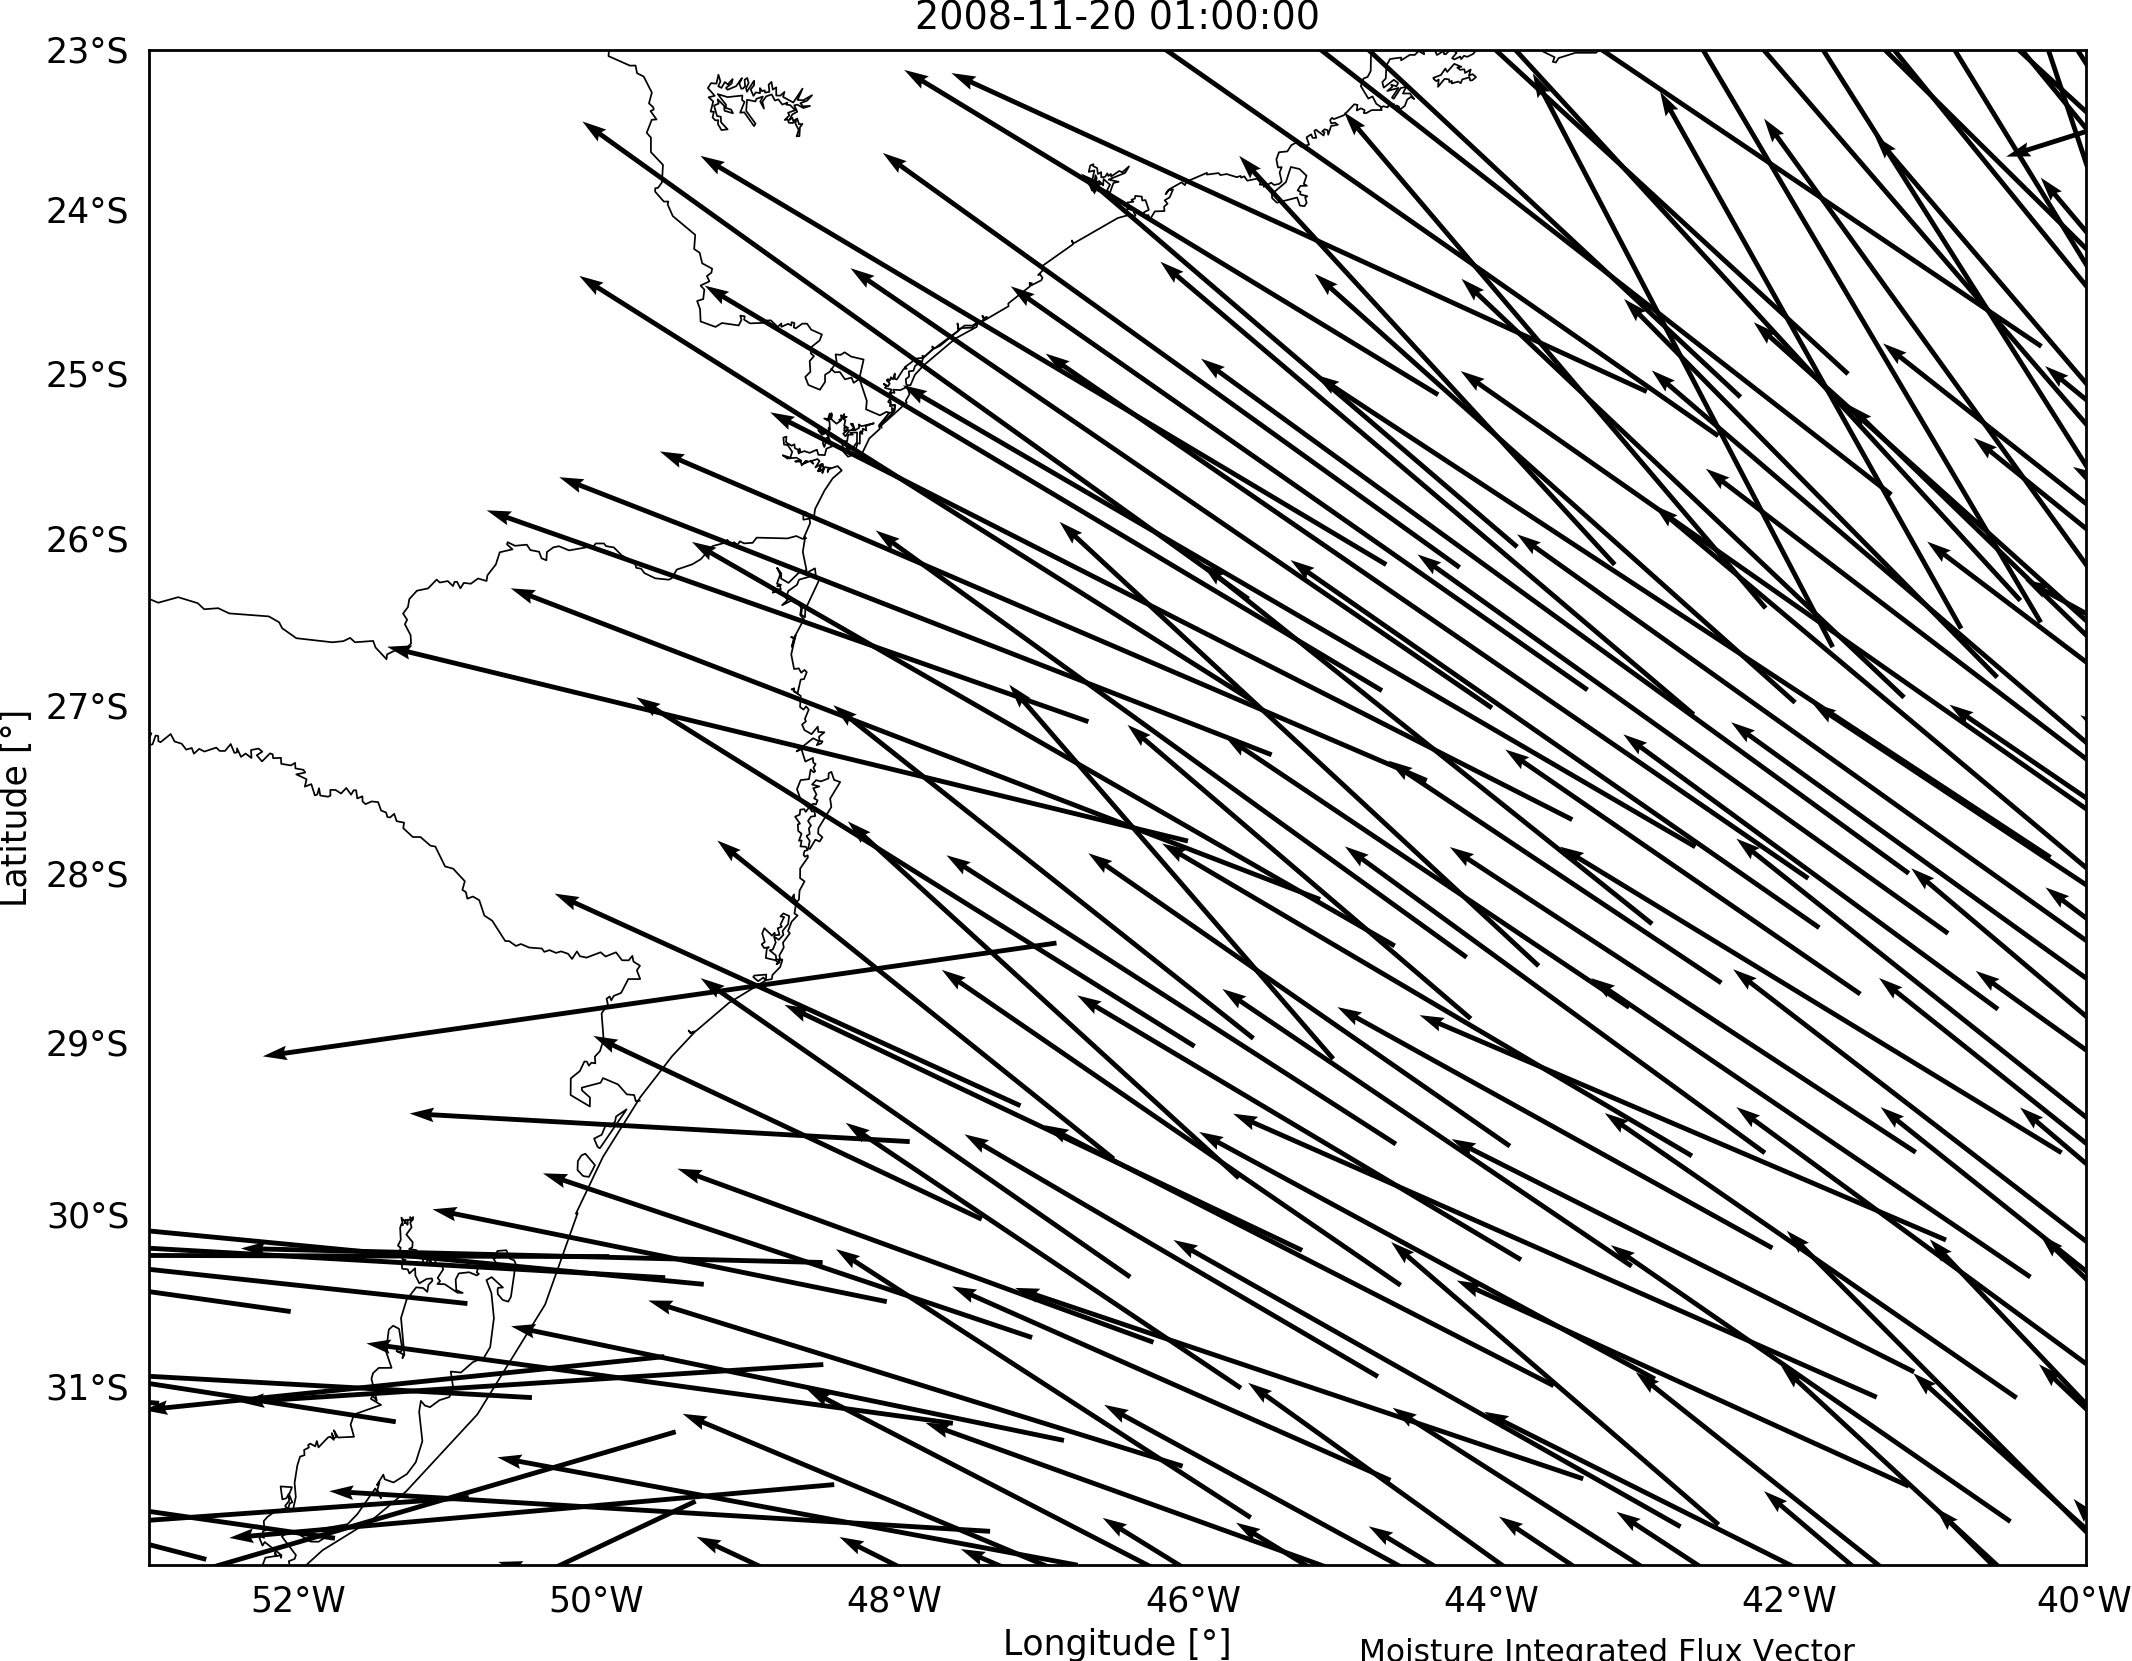 2008-11-20 01:00:00
23°S
24°S
25°S
26°S
27°S
28°S
29°S
30°S
31°S
Latitude [°]
52°W 50°W 48°W 46°W 44°W 42°W 40°W
Longitude [°]
Moisture Integrated Flux Vector